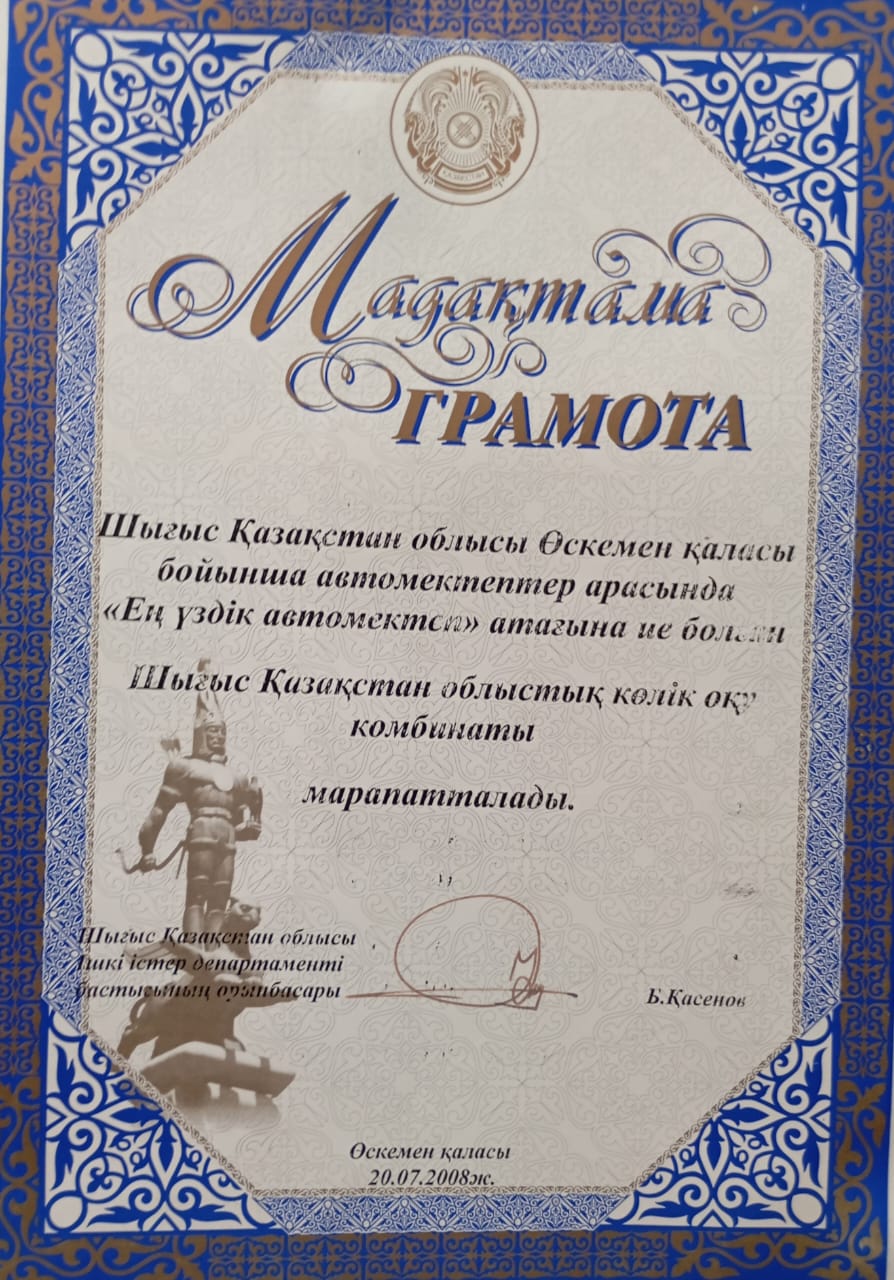 ҚАЗАҚСТАН
Мадақтама
ГРАМОТА
Шығыс Қазақстан облысы Өскемен қаласы
бойынша автомектептер арасында
«Ең үздік автомектеп» атағына ие болған
Шығыс Қазақстан облыстық көлік оқу
комбинаты
марапатталады.
Шығыс Қазақстан облысы
Ішкі істер департаменті
бастығының орынбасары
Б.Қасенов
Өскемен қаласы
20.07.2008ж.